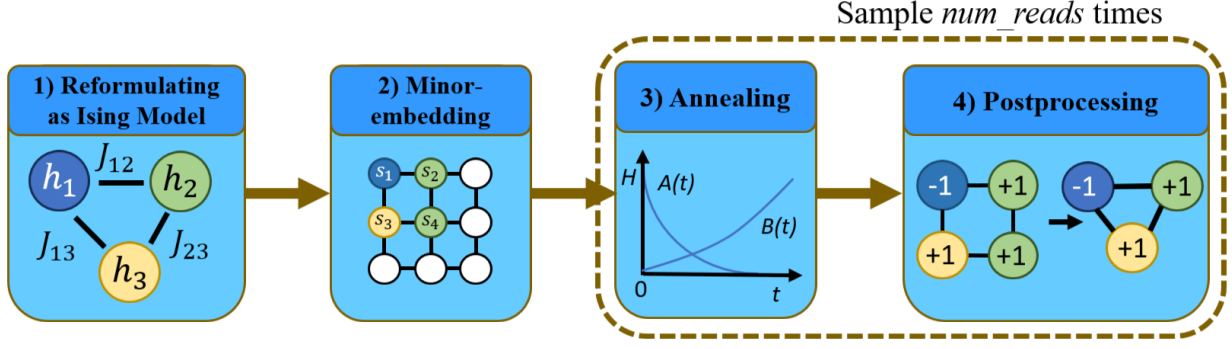 Sample num_reads times
1) Reformulating
as Ising Model
J₁₂
h₁
h₂
J₁₃
J₂₃
h₃
2) Minor-
embedding
s₁
s₂
s₃
s₄
3) Annealing
H
A(t)
B(t)
0
t
4) Postprocessing
-1
+1
+1
+1
-1
+1
+1